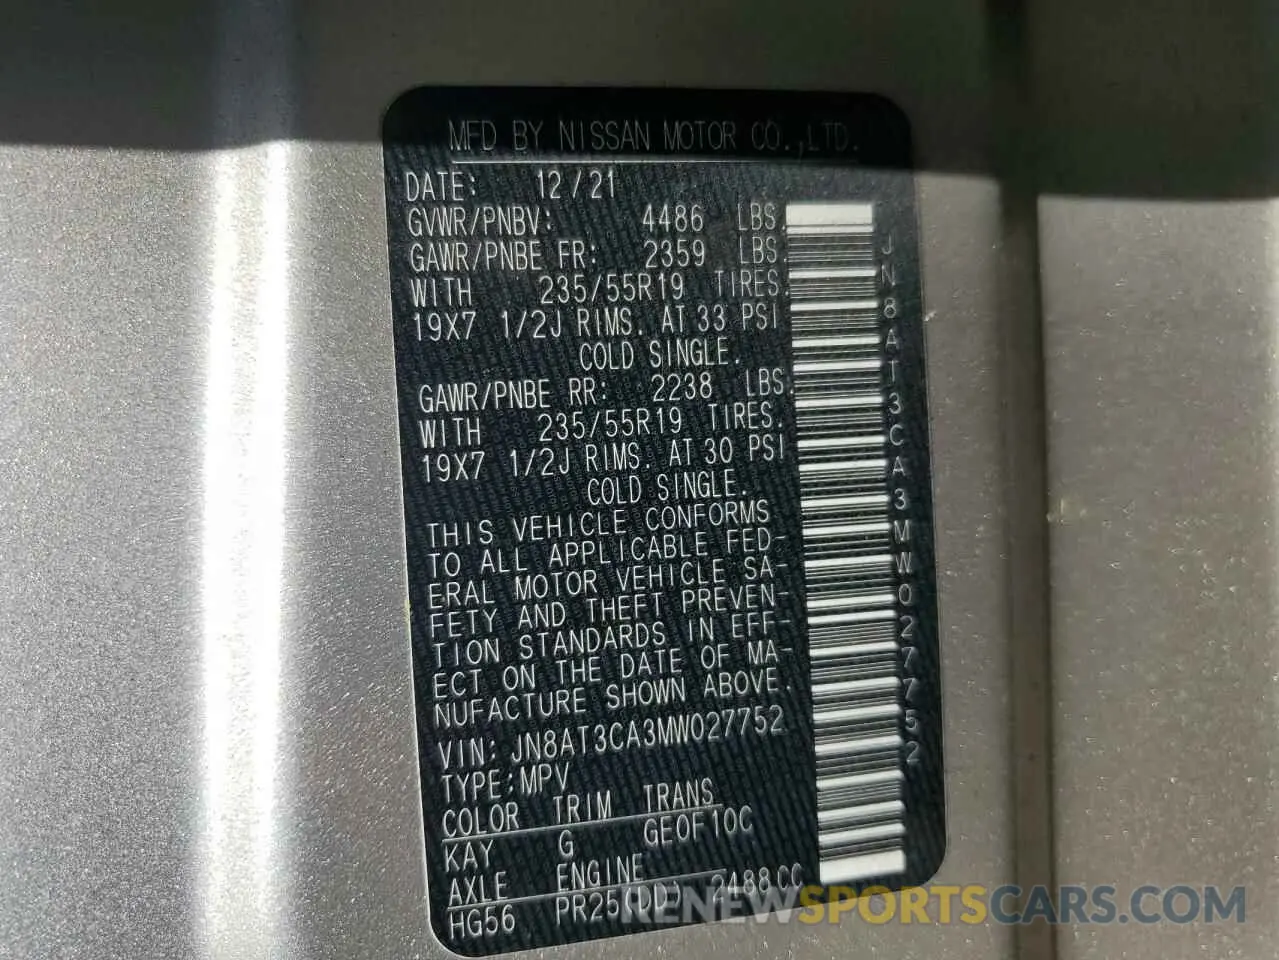 MFD BY NISSAN MOTOR CO.,LTD.
DATE: 12/21
GVWR/PNBV: 4486 LBS.
GAWR/PNBE FR: 2359 LBS.
WITH 235/55R19 TIRES.
19X7 1/2J RIMS. AT 33 PSI
COLD SINGLE.
GAWR/PNBE RR: 2238 LBS.
WITH 235/55R19 TIRES.
19X7 1/2J RIMS. AT 30 PSI
COLD SINGLE.
THIS VEHICLE CONFORMS
TO ALL APPLICABLE FED-
ERAL MOTOR VEHICLE SA-
FETY AND THEFT PREVEN-
TION STANDARDS IN EFF-
ECT ON THE DATE OF MA-
NUFACTURE SHOWN ABOVE.
VIN: JN8AT3CA3MW027752
TYPE:MPV
COLOR TRIM TRANS
KAY G GE0F10C
AXLE ENGINE
HG56 PR25(DD) 2488CC
JN8AT3CA3MW027752
RENEWSPORTSCARS.COM